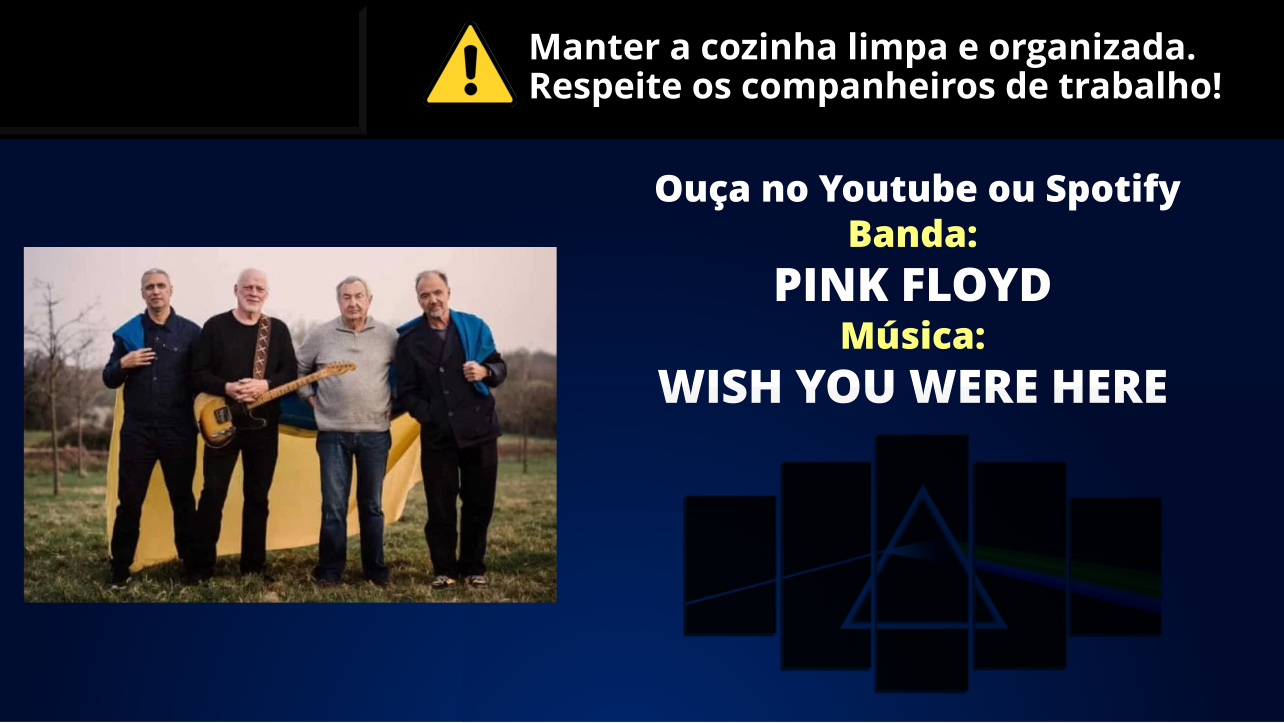 Manter a cozinha limpa e organizada.
Respeite os companheiros de trabalho!
Ouça no Youtube ou Spotify
Banda:
PINK FLOYD
Música:
WISH YOU WERE HERE